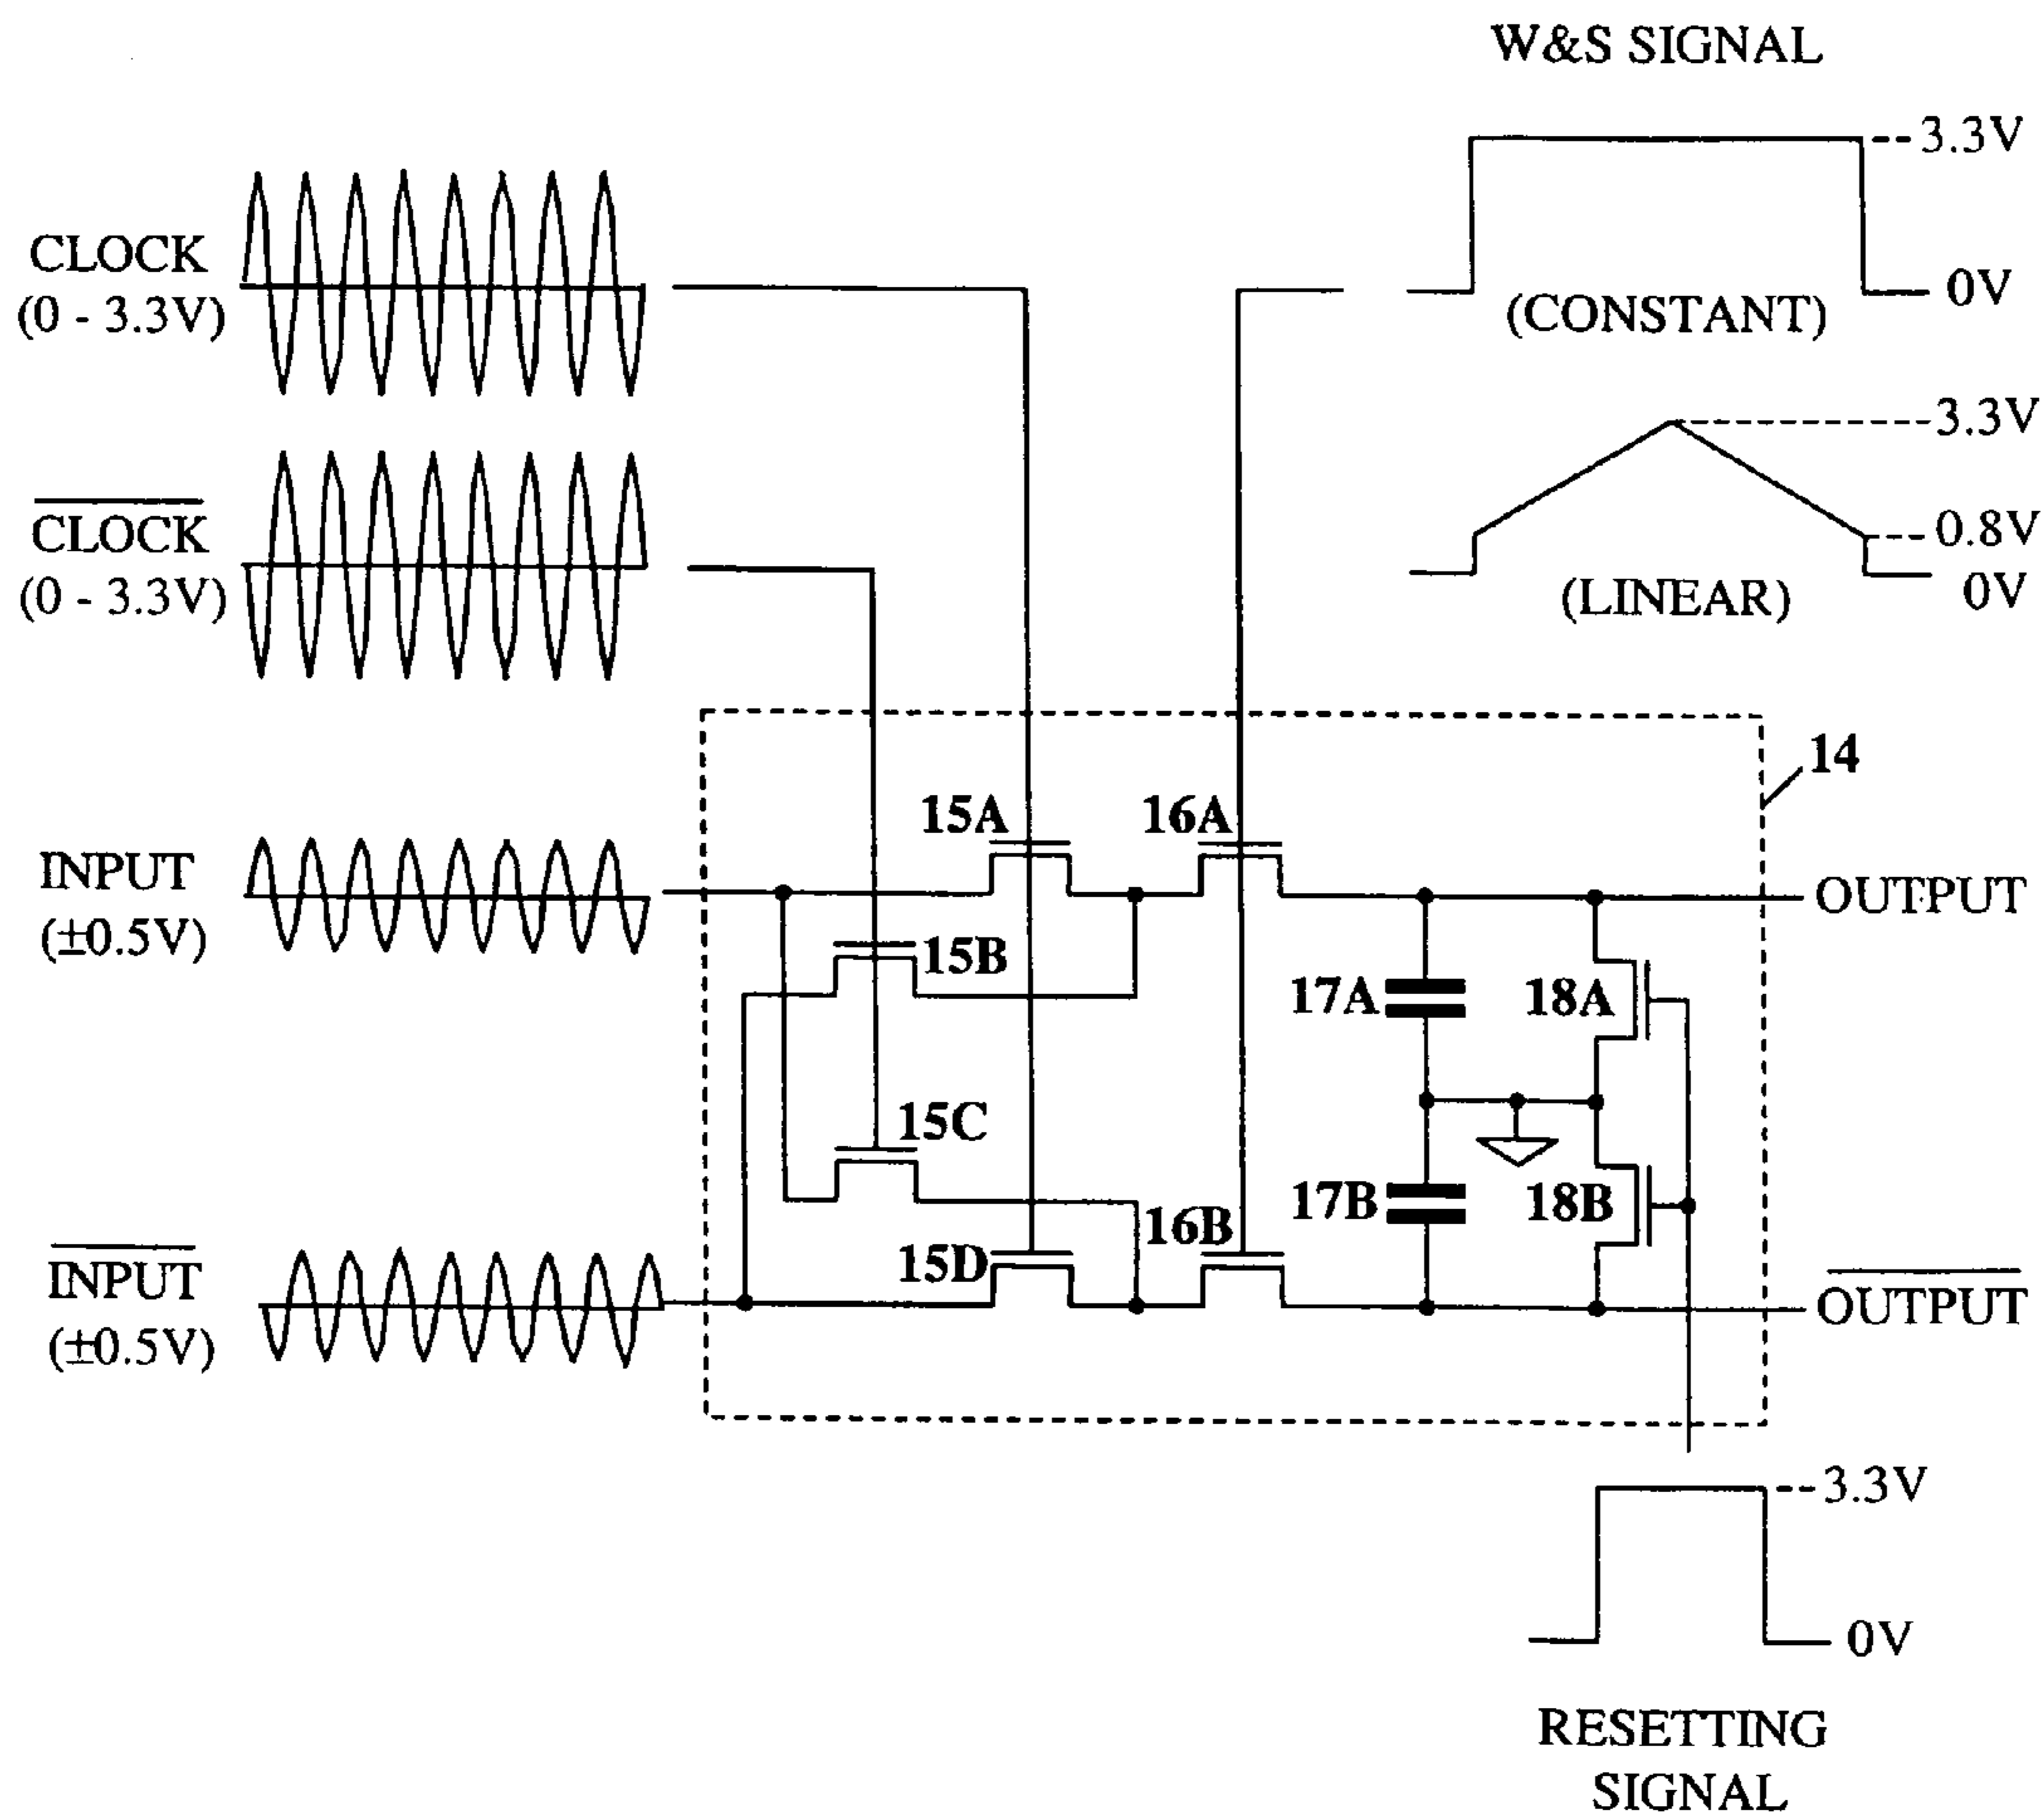 W&S SIGNAL
3.3V
CLOCK
(0 - 3.3V)
0V
(CONSTANT)
3.3V
CLOCK
(0 - 3.3V)
0.8V
0V
(LINEAR)
14
15A
16A
INPUT
(±0.5V)
OUTPUT
15B
17A
18A
15C
17B
18B
16B
15D
INPUT
(±0.5V)
OUTPUT
3.3V
0V
RESETTING
SIGNAL